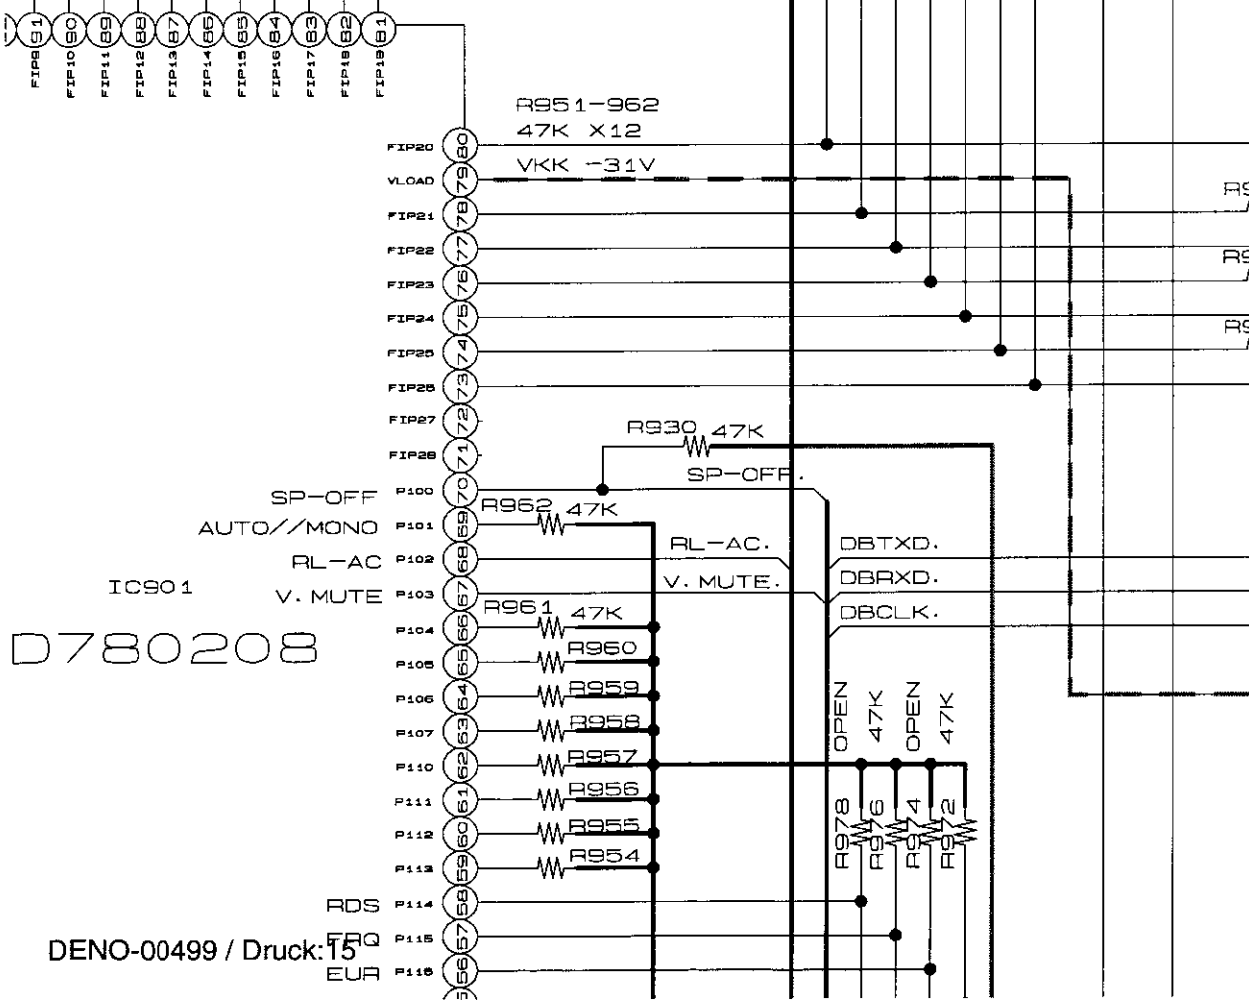 91 90 89 88 87 86 85 84 83 82 81
FIP9 FIP10 FIP11 FIP12 FIP13 FIP14 FIP15 FIP16 FIP17 FIP18 FIP19
R951-962
47K X12
FIP20 80
VKK -31V
VLOAD 79
FIP21 78
FIP22 77
FIP23 76
FIP24 75
FIP25 74
FIP26 73
FIP27 72
R930 47K
FIP28 71
SP-OFF.
SP-OFF P100 70
R962 47K
AUTO//MONO P101 69
RL-AC. DBTXD.
RL-AC P102 68
V. MUTE. DBRXD.
IC901
V. MUTE P103 67
R961 47K DBCLK.
P104 66
D780208
R960
P105 65
R959
P106 64
R958
P107 63
OPEN 47K OPEN 47K
R957
P110 62
R956
P111 61
R955
P112 60
R978 R976 R974 R972
R954
P113 59
RDS P114 58
FRQ P115 57
DENO-00499 / Druck:15
EUR P116 56